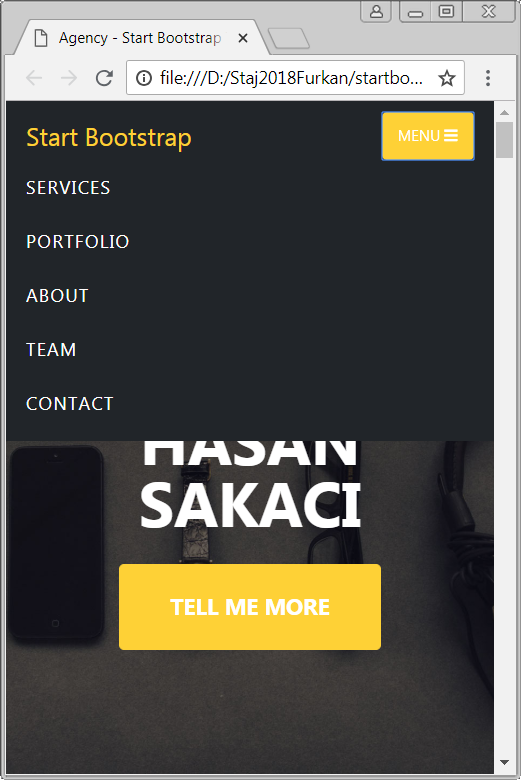 Agency - Start Bootstrap
file:///D:/Staj2018Furkan/startbo...
Start Bootstrap
MENU
SERVICES
PORTFOLIO
ABOUT
TEAM
CONTACT
HASAN
SAKACI
TELL ME MORE